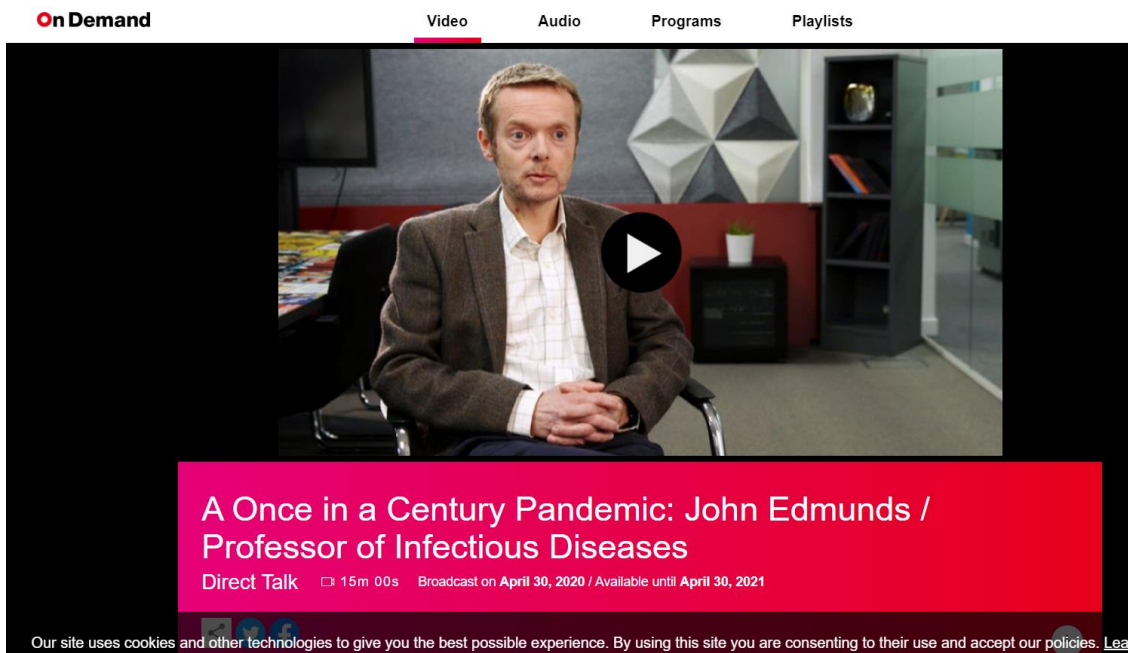 On Demand
Video
Audio
Programs
Playlists
A Once in a Century Pandemic: John Edmunds /
Professor of Infectious Diseases
Direct Talk 15m 00s Broadcast on April 30, 2020 / Available until April 30, 2021
Our site uses cookies and other technologies to give you the best possible experience. By using this site you are consenting to their use and accept our policies. Lea